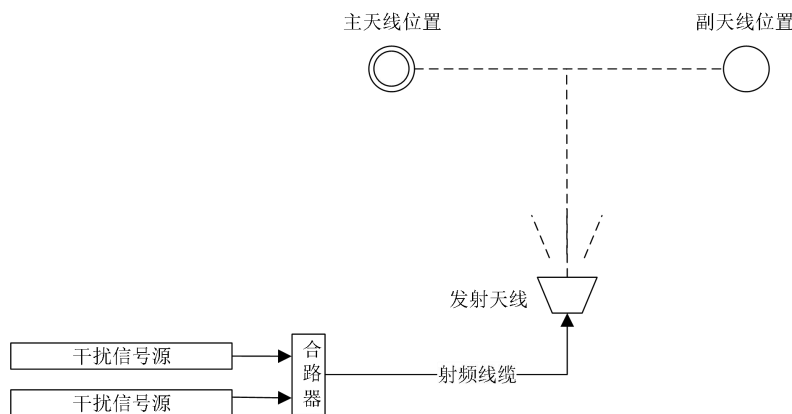 主天线位置
副天线位置
发射天线
干扰信号源
合路器
射频线缆
干扰信号源